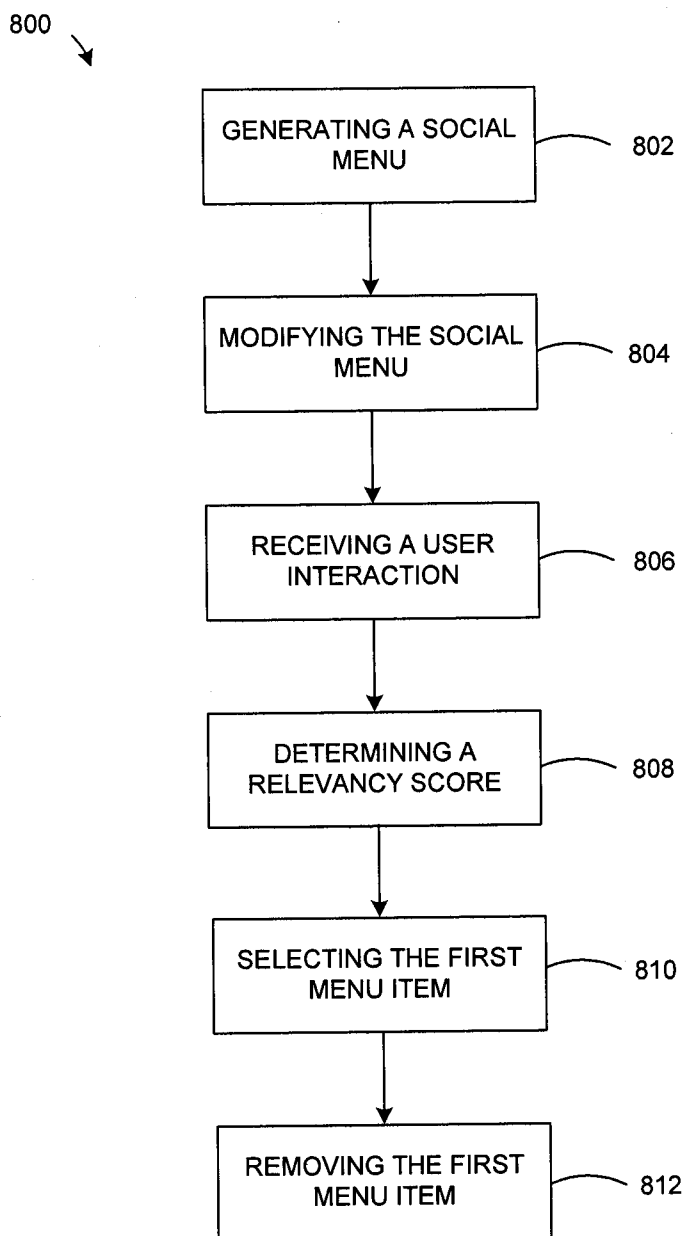 800
GENERATING A SOCIAL
MENU
802
MODIFYING THE SOCIAL
MENU
804
RECEIVING A USER
INTERACTION
806
DETERMINING A
RELEVANCY SCORE
808
SELECTING THE FIRST
MENU ITEM
810
REMOVING THE FIRST
MENU ITEM
812